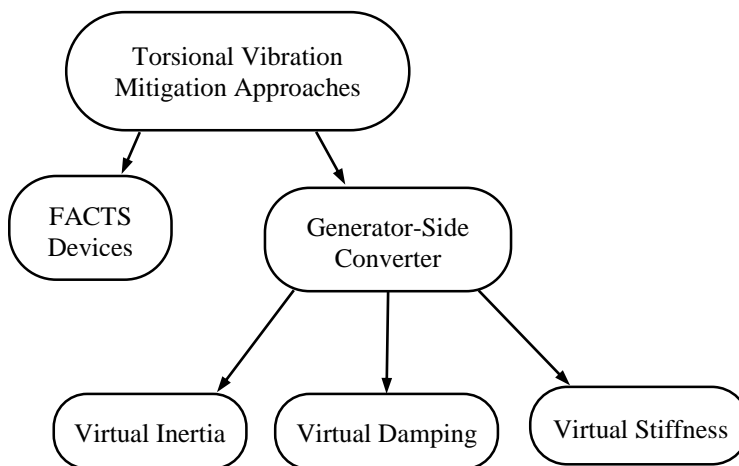 Torsional Vibration
Mitigation Approaches
FACTS
Devices
Generator-Side
Converter
Virtual Inertia
Virtual Damping
Virtual Stiffness